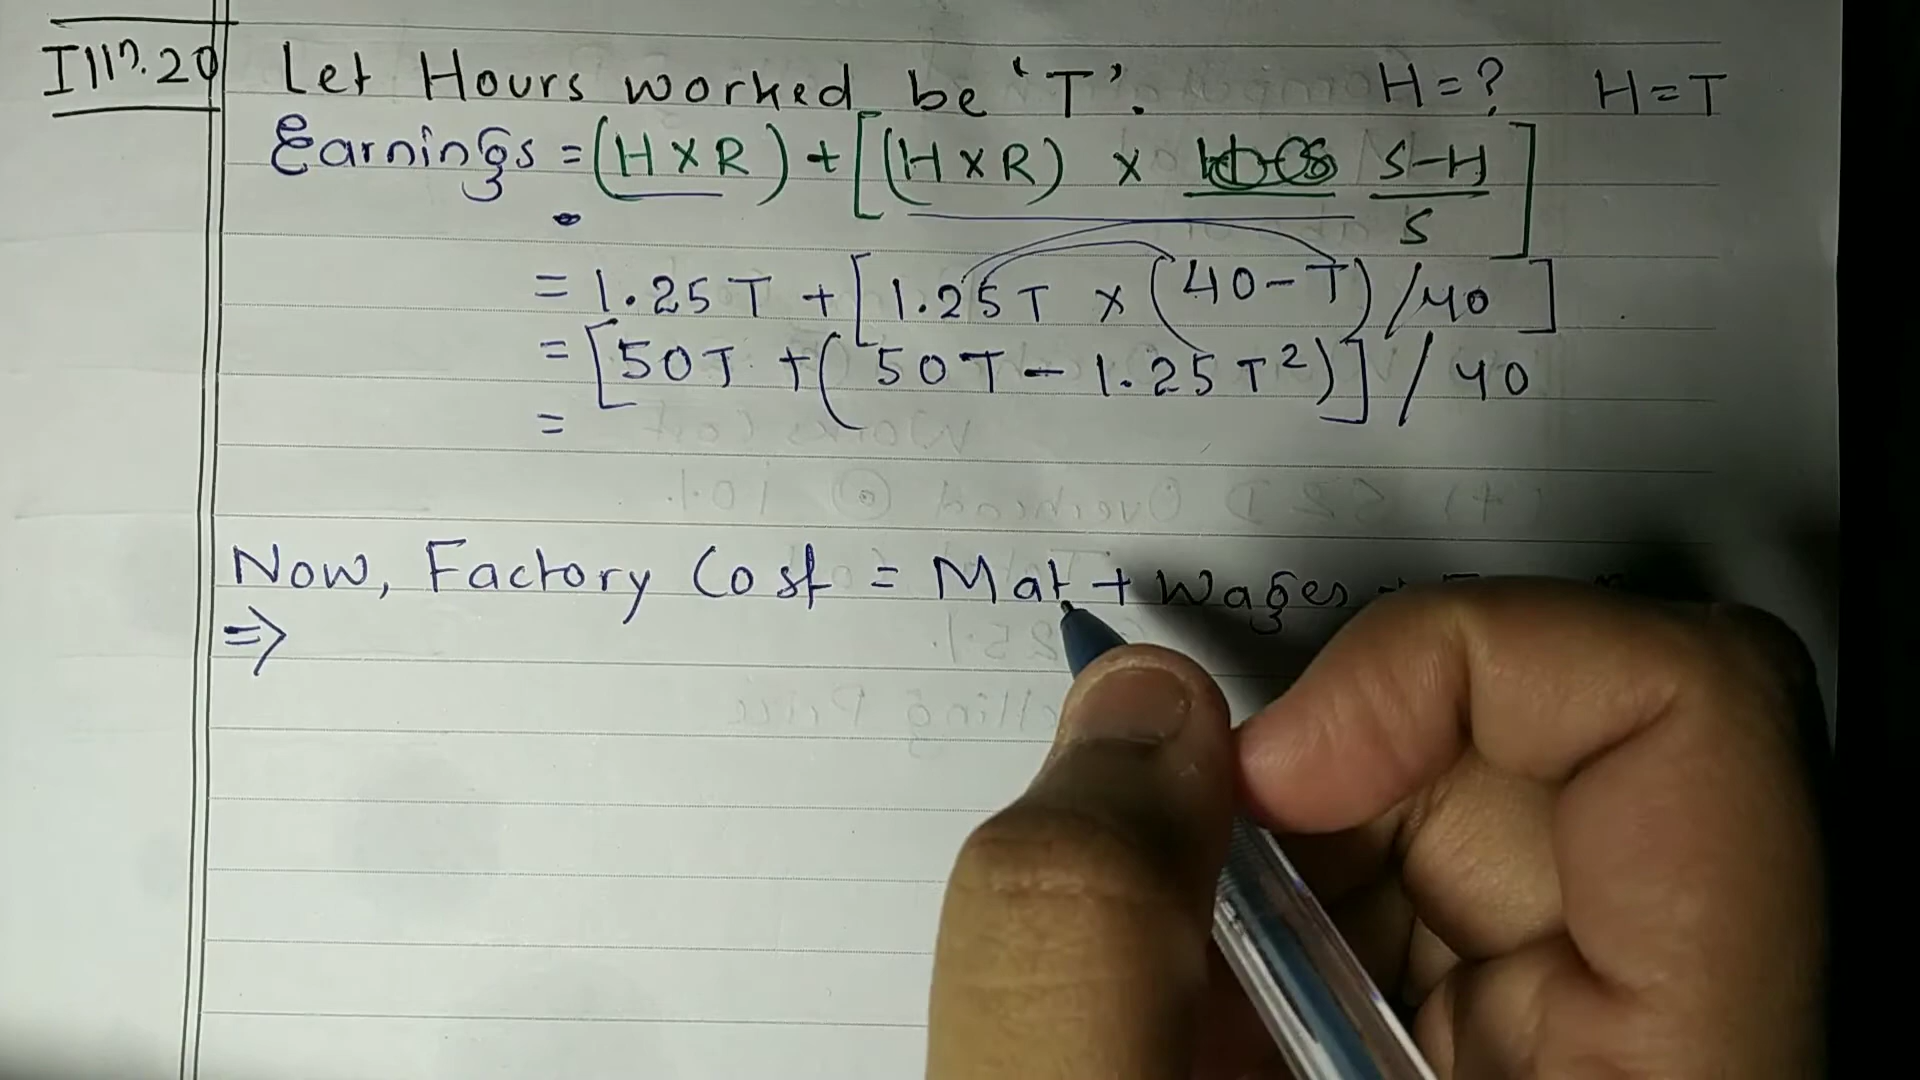 Illⁿ.20 Let Hours worked be 'T'. H=? H=T
Earnings = (H×R) + [(H×R) × S-H
S ]
= 1.25T + [1.25T × (40-T)/40]
= [50T + (50T - 1.25T²)] / 40
=
Now, Factory Cost = Mat + Wages +
⇒